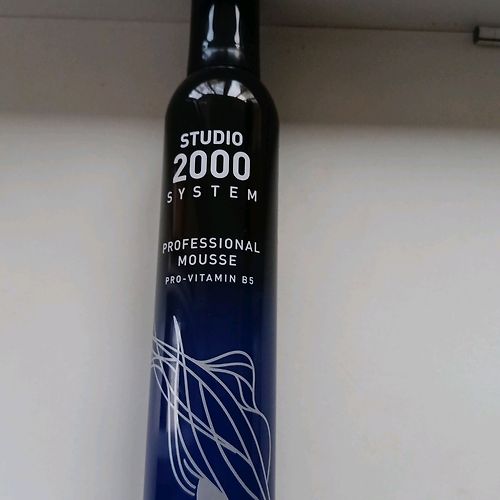 STUDIO
2000
SYSTEM
PROFESSIONAL
MOUSSE
PRO-VITAMIN B5